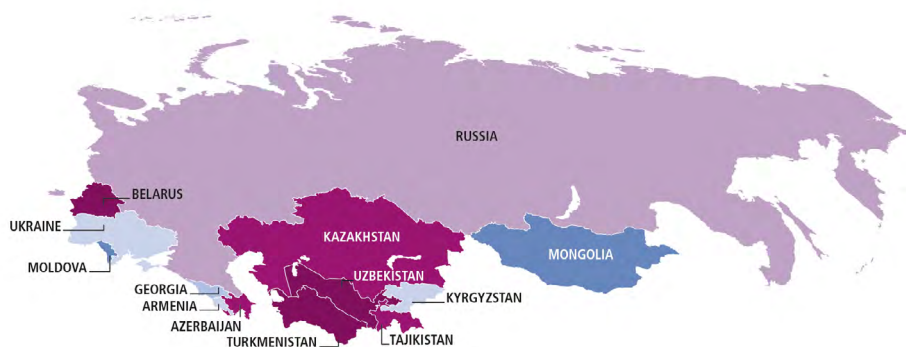 RUSSIA
BELARUS
UKRAINE
KAZAKHSTAN
MONGOLIA
MOLDOVA
UZBEKISTAN
GEORGIA
KYRGYZSTAN
ARMENIA
AZERBAIJAN
TURKMENISTAN
TAJIKISTAN